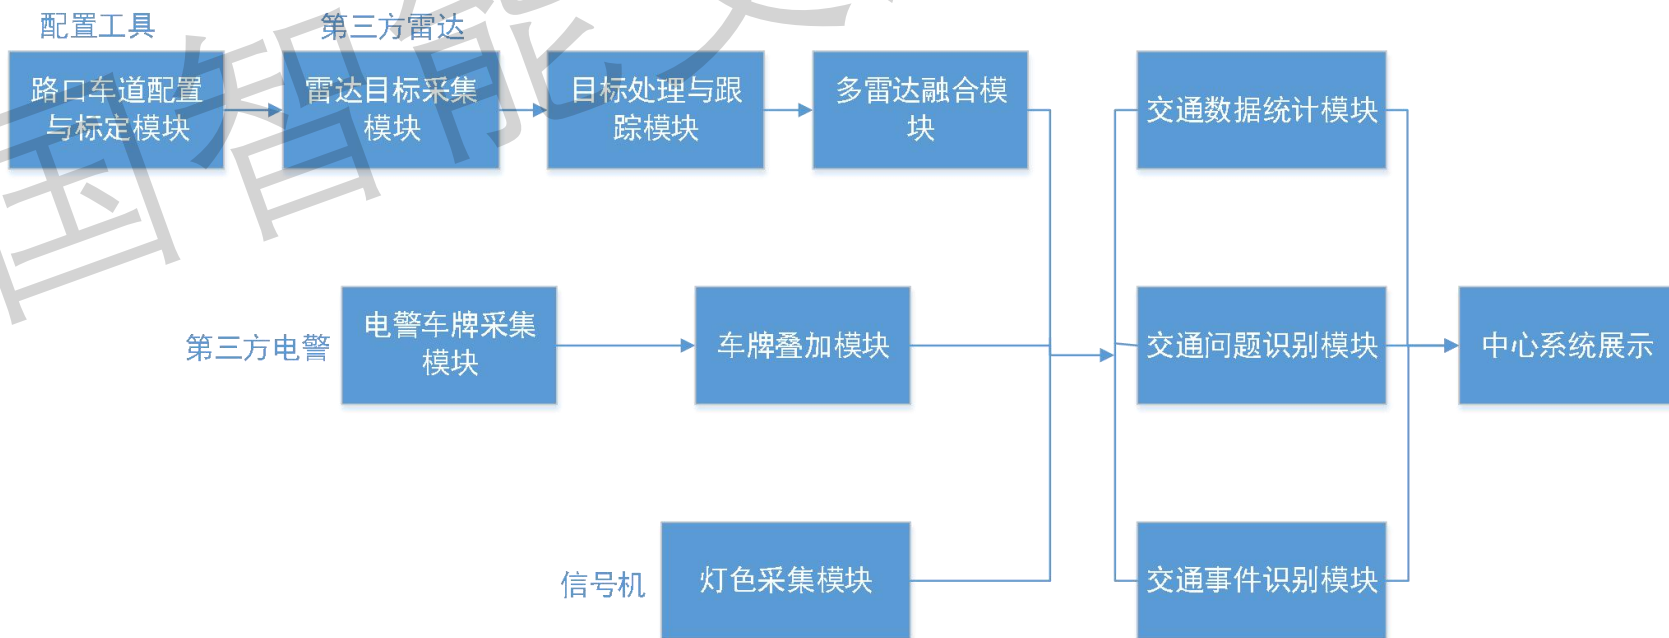 配置工具
第三方雷达
路口车道配置
与标定模块
雷达目标采集
模块
目标处理与跟
踪模块
多雷达融合模
块
交通数据统计模块
第三方电警
电警车牌采集
模块
车牌叠加模块
交通问题识别模块
中心系统展示
信号机
灯色采集模块
交通事件识别模块
国智能交